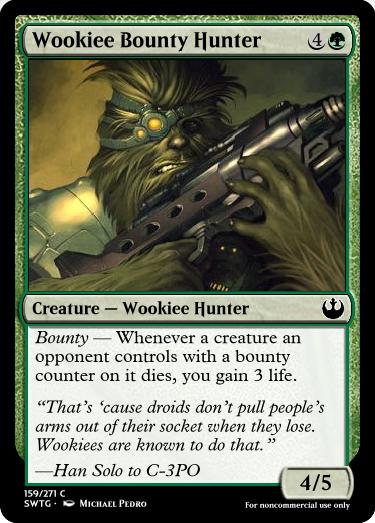 Wookiee Bounty Hunter 4
Creature — Wookiee Hunter
Bounty — Whenever a creature an
opponent controls with a bounty
counter on it dies, you gain 3 life.
“That’s ‘cause droids don’t pull people’s
arms out of their socket when they lose.
Wookiees are known to do that.”
—Han Solo to C-3PO
4/5
159/271 C
SWTG · Michael Pedro
For noncommercial use only